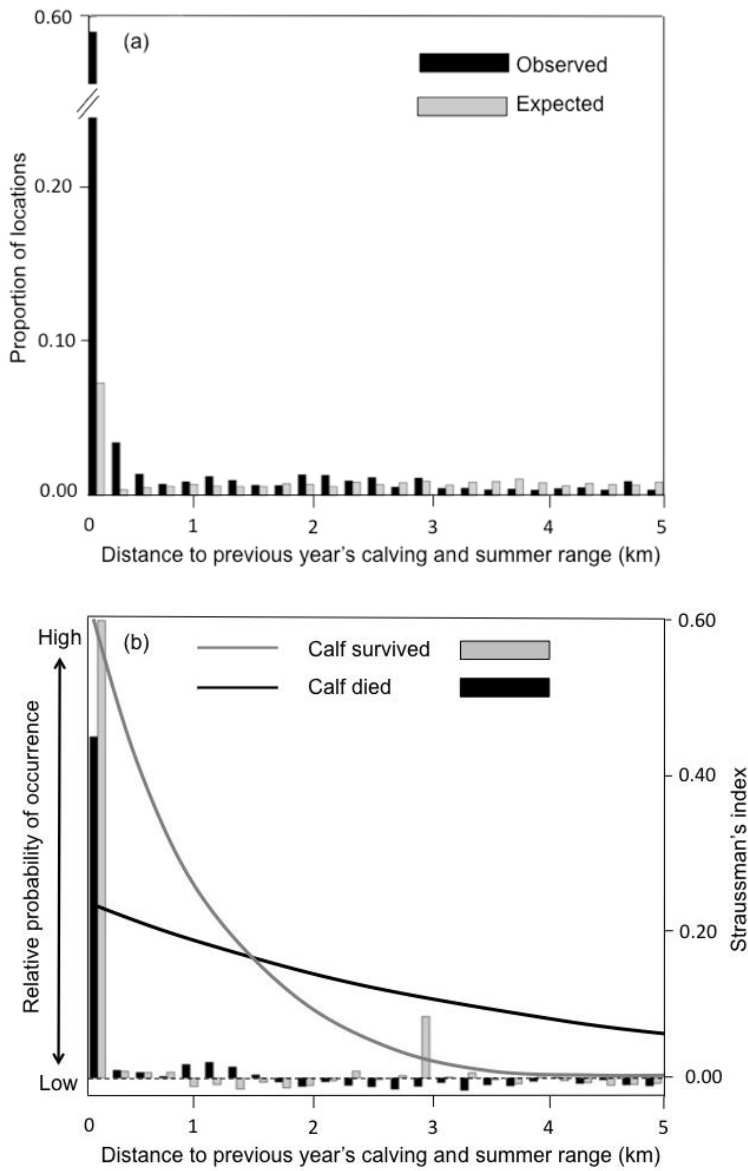 0.60
(a)
Observed
Expected
0.20
0.10
0.00
Proportion of locations
0 1 2 3 4 5
Distance to previous year's calving and summer range (km)
High
(b)
Calf survived
Calf died
Low
Relative probability of occurrence
0.60
0.40
0.20
0.00
Straussman's index
0 1 2 3 4 5
Distance to previous year's calving and summer range (km)